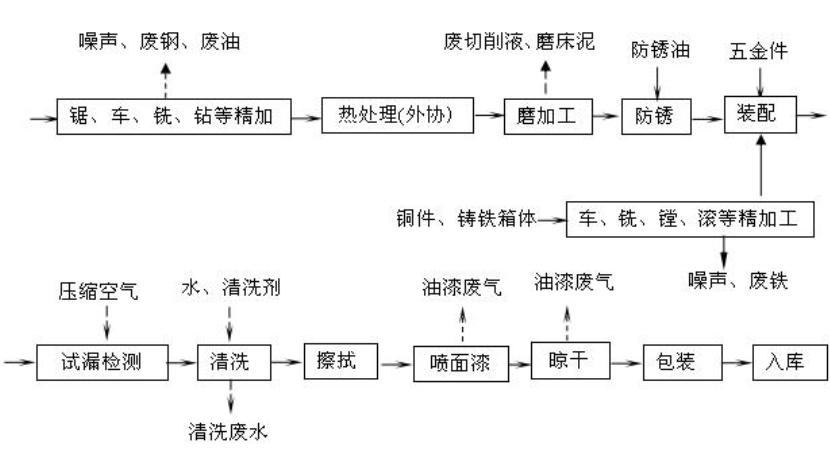 噪声、废钢、废油
废切削液、磨床泥
防锈油
五金件
锯、车、铣、钻等精加
热处理(外协)
磨加工
防锈
装配
铜件、铸铁箱体
车、铣、镗、滚等精加工
噪声、废铁
压缩空气
水、清洗剂
油漆废气
油漆废气
试漏检测
清洗
擦拭
喷面漆
晾干
包装
入库
清洗废水